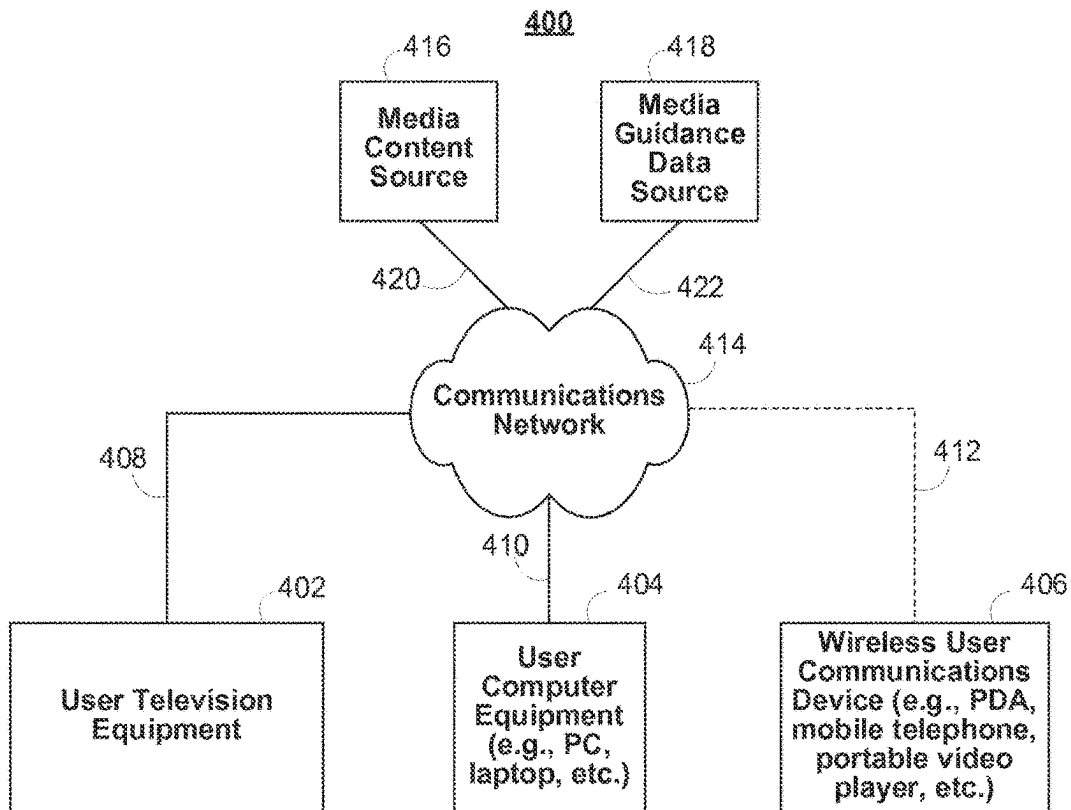 400
416
418
Media
Content
Source
Media
Guidance
Data
Source
420
422
414
Communications
Network
408
412
410
402
404
406
User Television
Equipment
User
Computer
Equipment
(e.g., PC,
laptop, etc.)
Wireless User
Communications
Device (e.g., PDA,
mobile telephone,
portable video
player, etc.)